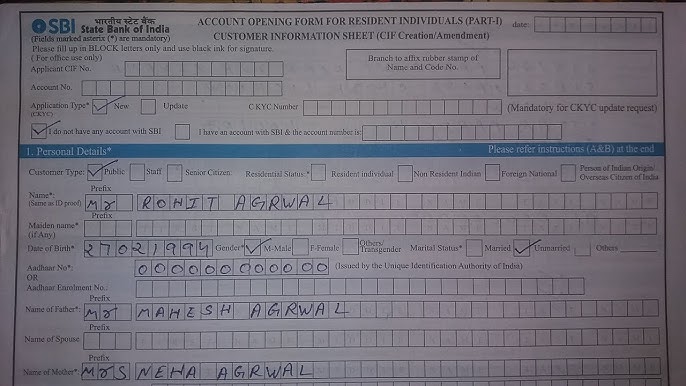 SBI भारतीय स्टेट बैंक State Bank of India
ACCOUNT OPENING FORM FOR RESIDENT INDIVIDUALS (PART-I) date:
(Fields marked asterix (*) are mandatory) CUSTOMER INFORMATION SHEET (CIF Creation/Amendment)
Please fill up in BLOCK letters only and use black ink for signature.
( For office use only)
Applicant CIF No. Branch to affix rubber stamp of
Name and Code No.
Account No.
Application Type* New Update CKYC Number (Mandatory for CKYC update request)
(CKYC)
I do not have any account with SBI I have an account with SBI & the account number is:
1. Personal Details* Please refer instructions (A&B) at the end
Customer Type: Public Staff Senior Citizen: Residential Status:* Resident individual Non Resident Indian Foreign National Person of Indian Origin/
Overseas Citizen of India
Prefix
Name*: Mr ROHIT AGRWAL
(Same as ID proof)
Prefix
Maiden name*
(if Any)
Date of Birth* 27021994 Gender* M-Male F-Female Others/
Transgender Marital Status* Married Unmarried Others
Aadhaar No*: 000000000000 (Issued by the Unique Identification Authority of India)
OR
Aadhaar Enrolment No.:
Prefix
Name of Father*: Mr MAHESH AGRWAL
Prefix
Name of Spouse
Prefix
Name of Mother*: Mrs NEHA AGRWAL